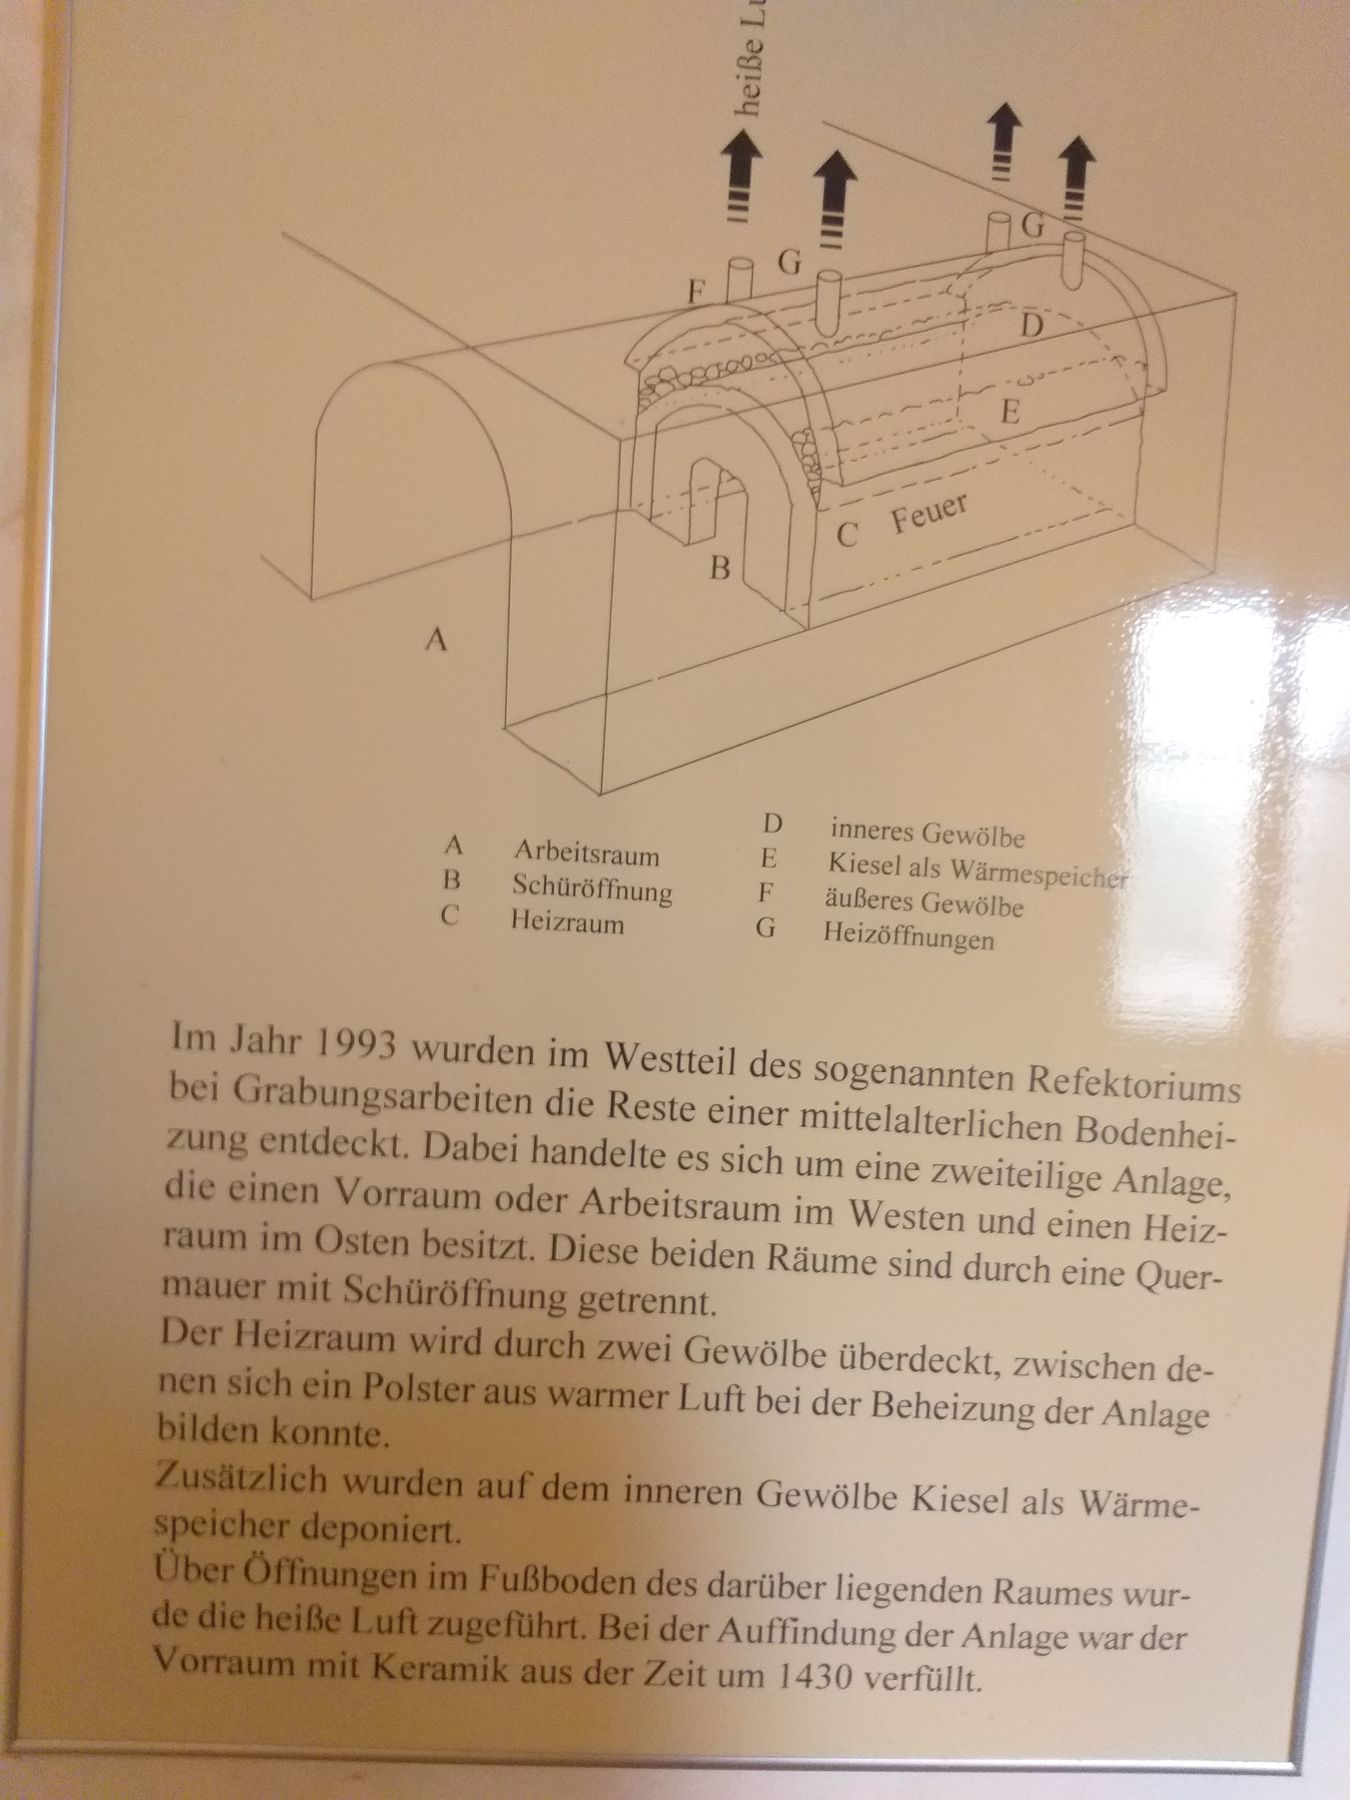 heiße
G
G
F
D
E
C Feuer
B
A
A Arbeitsraum
B Schüröffnung
C Heizraum
D inneres Gewölbe
E Kiesel als Wärmespeicher
F äußeres Gewölbe
G Heizöffnungen
Im Jahr 1993 wurden im Westteil des sogenannten Refektoriums
bei Grabungsarbeiten die Reste einer mittelalterlichen Bodenhei-
zung entdeckt. Dabei handelte es sich um eine zweiteilige Anlage,
die einen Vorraum oder Arbeitsraum im Westen und einen Heiz-
raum im Osten besitzt. Diese beiden Räume sind durch eine Quer-
mauer mit Schüröffnung getrennt.
Der Heizraum wird durch zwei Gewölbe überdeckt, zwischen de-
nen sich ein Polster aus warmer Luft bei der Beheizung der Anlage
bilden konnte.
Zusätzlich wurden auf dem inneren Gewölbe Kiesel als Wärme-
speicher deponiert.
Über Öffnungen im Fußboden des darüber liegenden Raumes wur-
de die heiße Luft zugeführt. Bei der Auffindung der Anlage war der
Vorraum mit Keramik aus der Zeit um 1430 verfüllt.